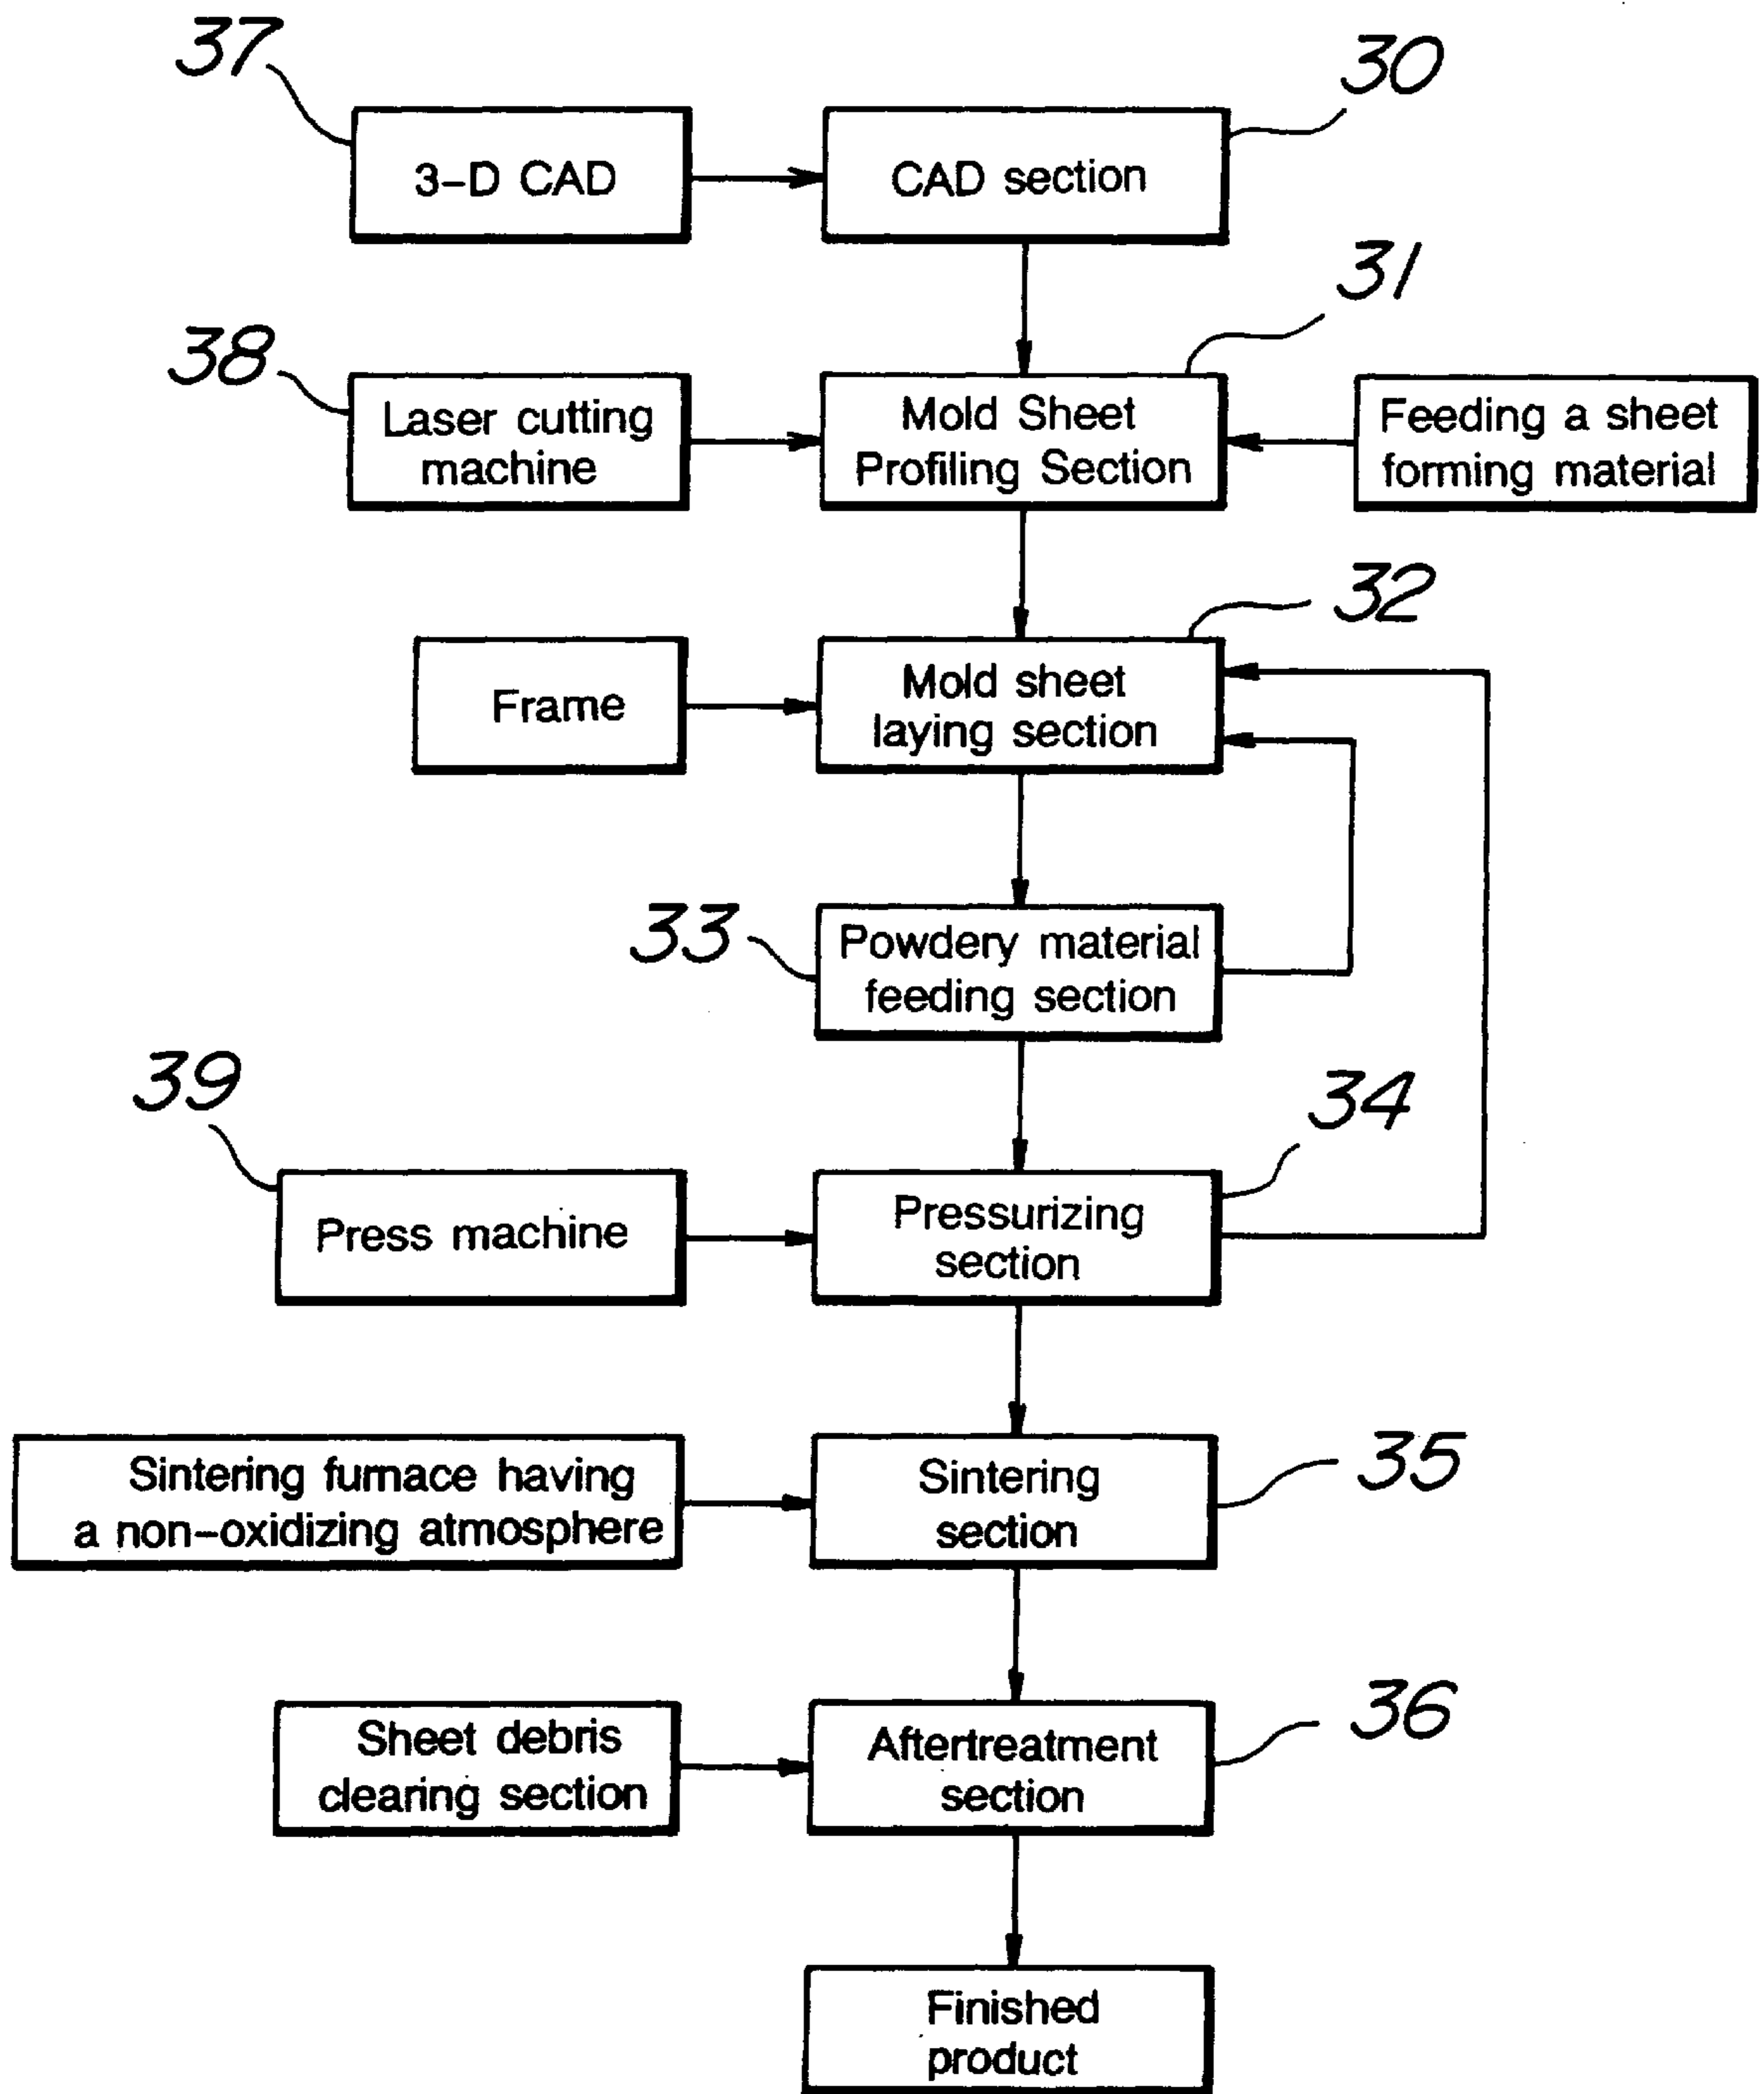 37
30
3-D CAD
CAD section
31
38
Laser cutting
machine
Mold Sheet
Profiling Section
Feeding a sheet
forming material
32
Frame
Mold sheet
laying section
33
Powdery material
feeding section
39
34
Press machine
Pressurizing
section
35
Sintering furnace having
a non-oxidizing atmosphere
Sintering
section
36
Sheet debris
clearing section
Aftertreatment
section
Finished
product